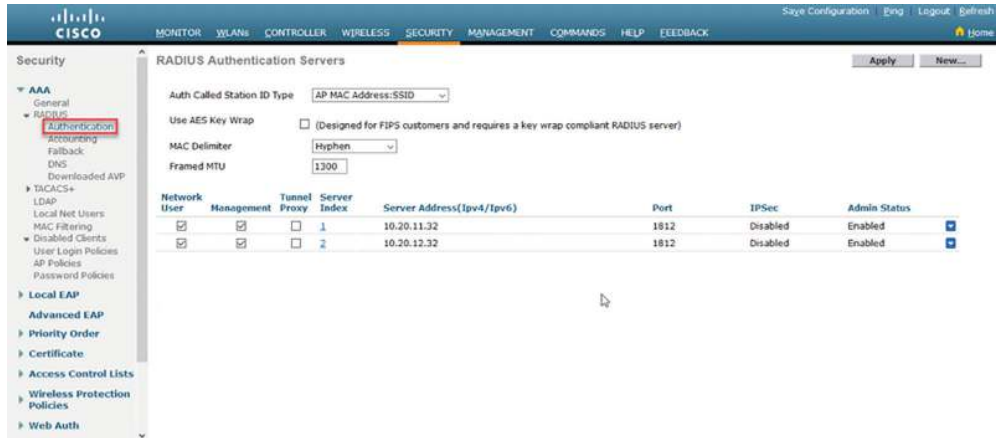 Save Configuration Ping Logout Refresh
CISCO
MONITOR WLANs CONTROLLER WIRELESS SECURITY MANAGEMENT COMMANDS HELP FEEDBACK Home
Security
AAA
General
RADIUS
Authentication
Accounting
Fallback
DNS
Downloaded AVP
TACACS+
LDAP
Local Net Users
MAC Filtering
Disabled Clients
User Login Policies
AP Policies
Password Policies
Local EAP
Advanced EAP
Priority Order
Certificate
Access Control Lists
Wireless Protection
Policies
Web Auth
RADIUS Authentication Servers
Apply New...
Auth Called Station ID Type AP MAC Address:SSID
Use AES Key Wrap (Designed for FIPS customers and requires a key wrap compliant RADIUS server)
MAC Delimiter Hyphen
Framed MTU 1300
Network User Management Tunnel Proxy Server Index Server Address(Ipv4/Ipv6) Port IPSec Admin Status
1 10.20.11.32 1812 Disabled Enabled
2 10.20.12.32 1812 Disabled Enabled